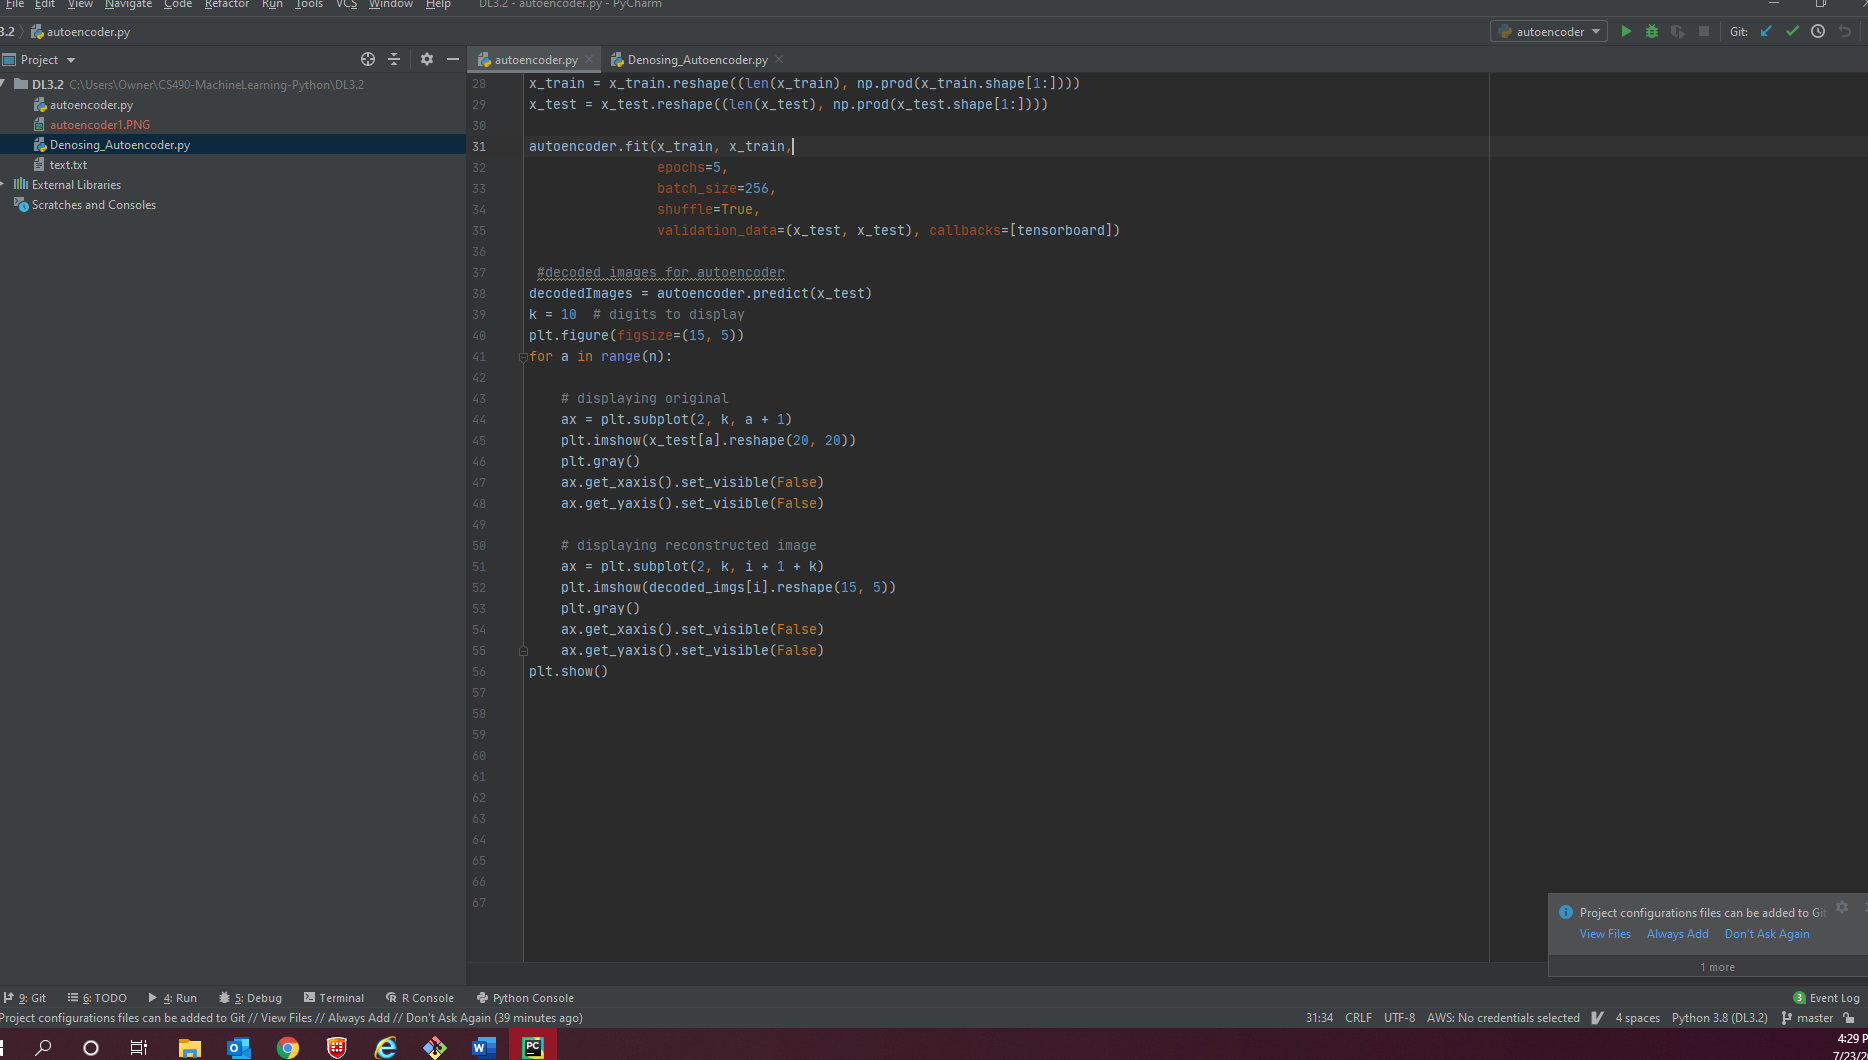 File Edit View Navigate Code Refactor Run Tools VCS Window Help DL3.2 - autoencoder.py - PyCharm
3.2 autoencoder.py autoencoder Git:
Project autoencoder.py Denosing_Autoencoder.py
DL3.2 C:\Users\Owner\CS490-MachineLearning-Python\DL3.2
autoencoder.py
autoencoder1.PNG
Denosing_Autoencoder.py
text.txt
External Libraries
Scratches and Consoles
28 x_train = x_train.reshape((len(x_train), np.prod(x_train.shape[1:])))
29 x_test = x_test.reshape((len(x_test), np.prod(x_test.shape[1:])))
30
31 autoencoder.fit(x_train, x_train,
32 epochs=5,
33 batch_size=256,
34 shuffle=True,
35 validation_data=(x_test, x_test), callbacks=[tensorboard])
36
37 #decoded images for autoencoder
38 decodedImages = autoencoder.predict(x_test)
39 k = 10  # digits to display
40 plt.figure(figsize=(15, 5))
41 for a in range(n):
42
43 # displaying original
44 ax = plt.subplot(2, k, a + 1)
45 plt.imshow(x_test[a].reshape(20, 20))
46 plt.gray()
47 ax.get_xaxis().set_visible(False)
48 ax.get_yaxis().set_visible(False)
49
50 # displaying reconstructed image
51 ax = plt.subplot(2, k, i + 1 + k)
52 plt.imshow(decoded_imgs[i].reshape(15, 5))
53 plt.gray()
54 ax.get_xaxis().set_visible(False)
55 ax.get_yaxis().set_visible(False)
56 plt.show()
57
58
59
60
61
62
63
64
65
66
67
Project configurations files can be added to Git
View Files Always Add Don't Ask Again
1 more
9: Git 6: TODO 4: Run 5: Debug Terminal R Console Python Console 3 Event Log
Project configurations files can be added to Git // View Files // Always Add // Don't Ask Again (39 minutes ago) 31:34 CRLF UTF-8 AWS: No credentials selected 4 spaces Python 3.8 (DL3.2) master
4:29 P
7/23/2